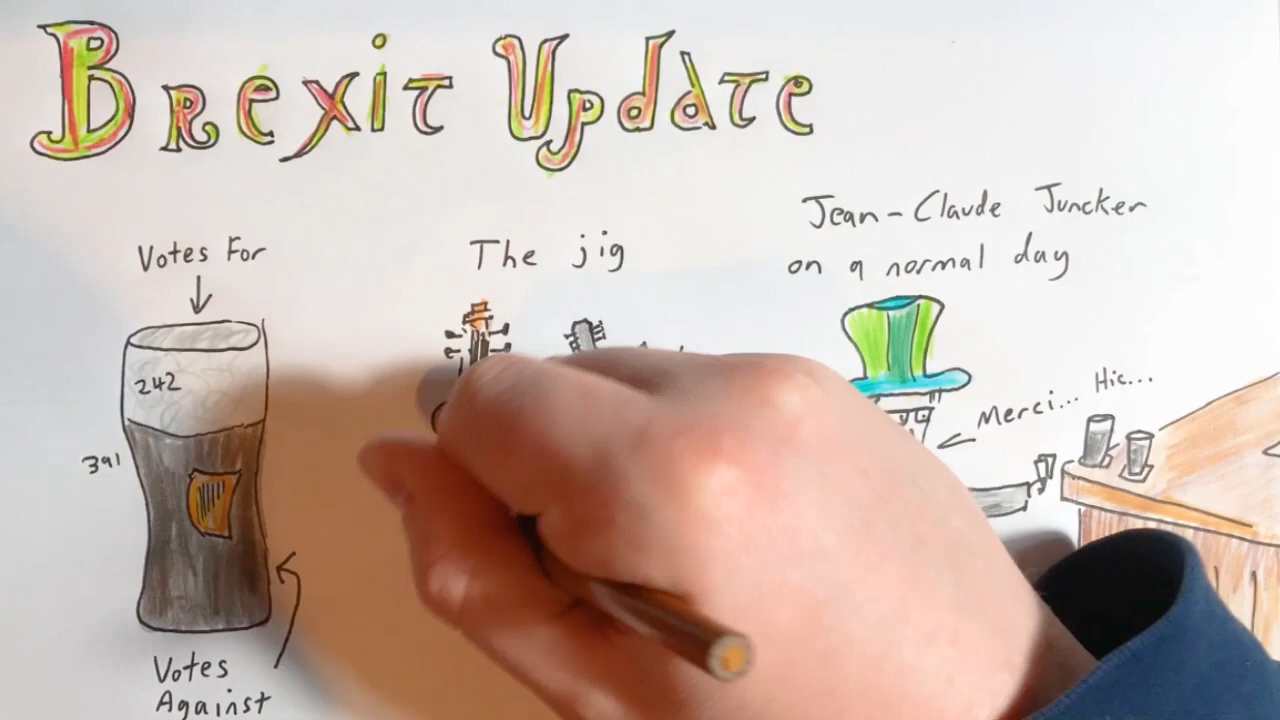 Brexit Update
Votes For
242
391
Votes
Against
The jig
Jean-Claude Juncker
on a normal day
Merci... Hic...